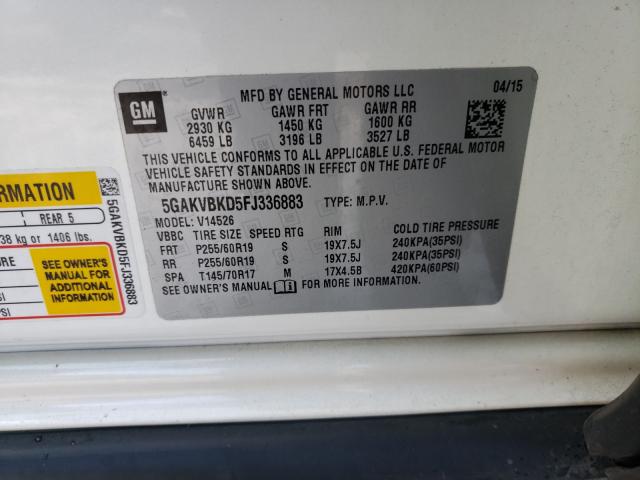 GM
MFD BY GENERAL MOTORS LLC 04/15
GVWR GAWR FRT GAWR RR
2930 KG 1450 KG 1600 KG
6459 LB 3196 LB 3527 LB
THIS VEHICLE CONFORMS TO ALL APPLICABLE U.S. FEDERAL MOTOR
VEHICLE SAFETY STANDARDS IN EFFECT ON THE DATE OF
MANUFACTURE SHOWN ABOVE.
5GAKVBKD5FJ336883 TYPE: M.P.V.
MODEL: V14526
VBBC TIRE SIZE SPEED RTG RIM COLD TIRE PRESSURE
FRT P255/60R19 S 19X7.5J 240KPA(35PSI)
RR P255/60R19 S 19X7.5J 240KPA(35PSI)
SPA T145/70R17 M 17X4.5B 420KPA(60PSI)
SEE OWNER'S MANUAL FOR MORE INFORMATION
ORMATION
REAR 5
38 kg or 1406 lbs.
SEE OWNER'S
MANUAL FOR
ADDITIONAL
INFORMATION
5GAKVBKD5FJ336883